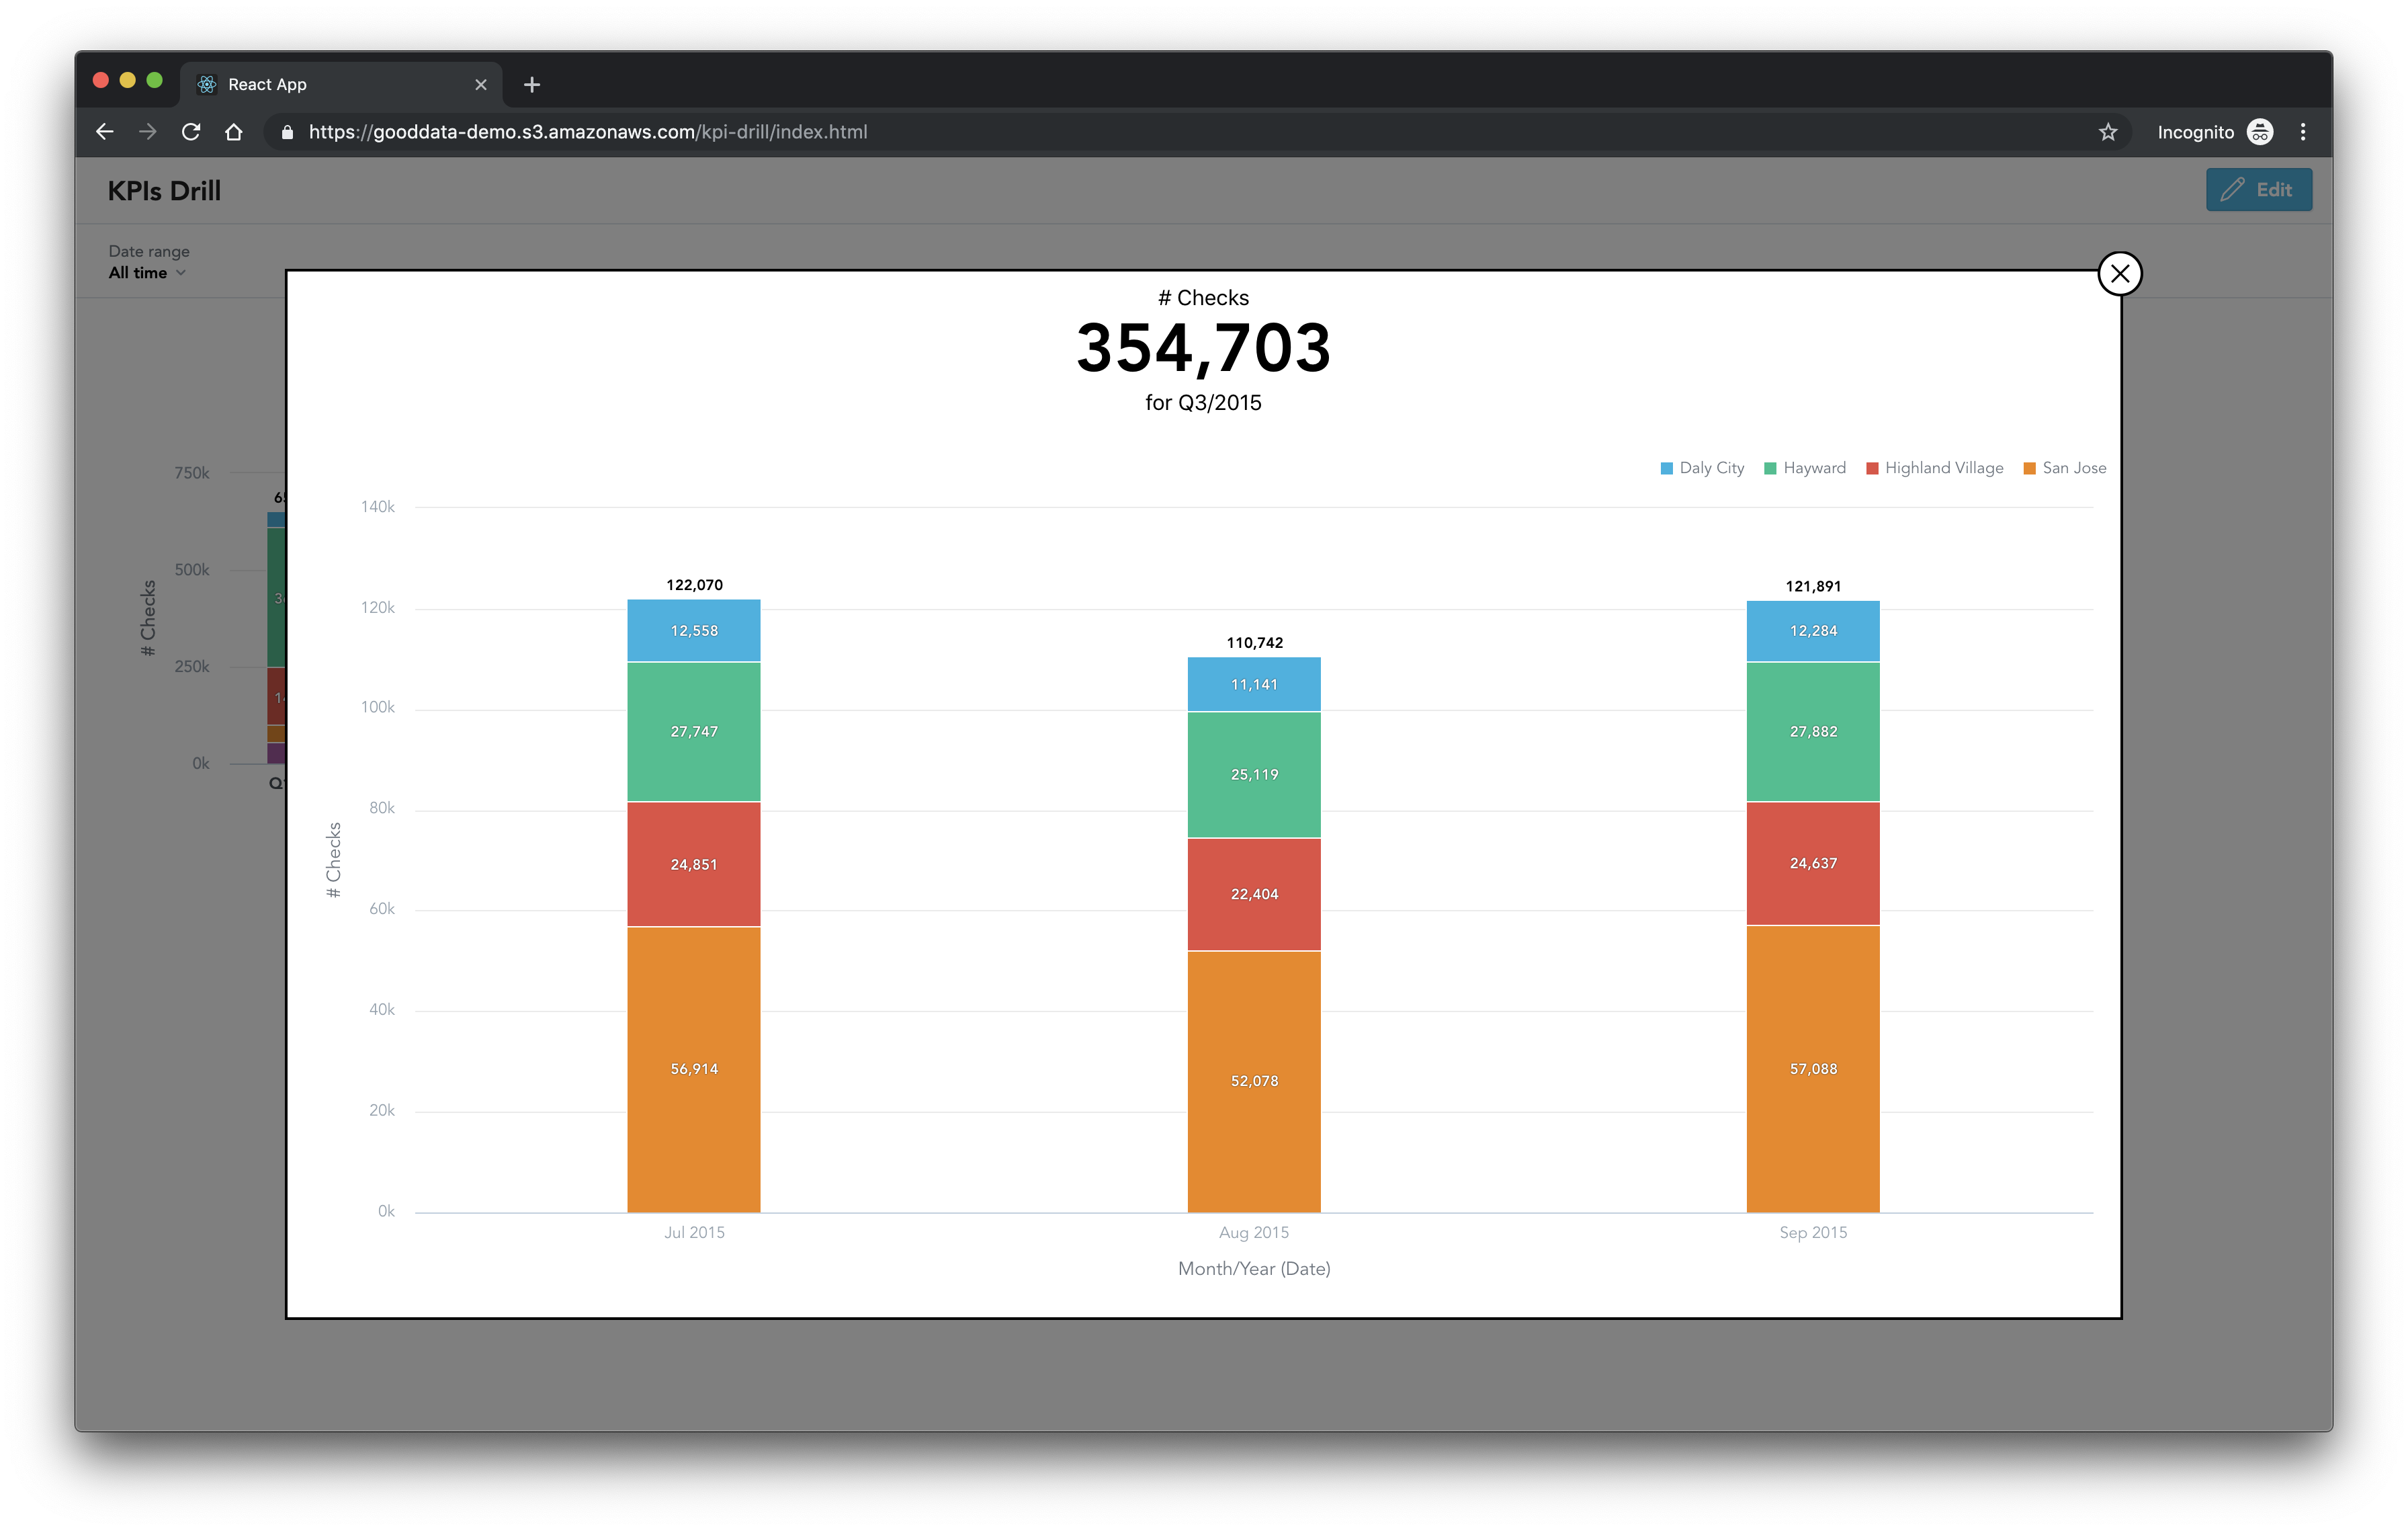 React App
https://gooddata-demo.s3.amazonaws.com/kpi-drill/index.html
Incognito
KPIs Drill
Edit
Date range
All time
# Checks
354,703
for Q3/2015
Daly City Hayward Highland Village San Jose
750k
500k
250k
0k
# Checks
140k
120k
100k
80k
60k
40k
20k
0k
# Checks
122,070
12,558
27,747
24,851
56,914
110,742
11,141
25,119
22,404
52,078
121,891
12,284
27,882
24,637
57,088
Jul 2015 Aug 2015 Sep 2015
Month/Year (Date)